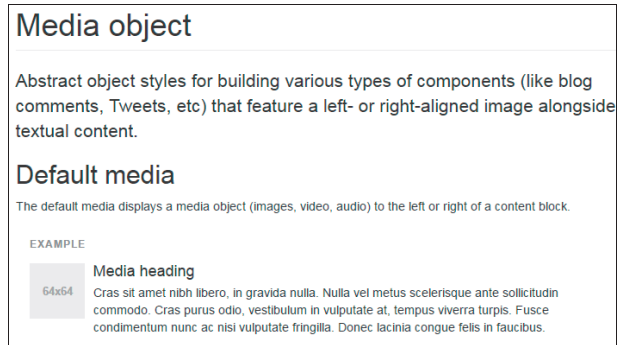 Media object
Abstract object styles for building various types of components (like blog
comments, Tweets, etc) that feature a left- or right-aligned image alongside
textual content.
Default media
The default media displays a media object (images, video, audio) to the left or right of a content block.
EXAMPLE
64x64
Media heading
Cras sit amet nibh libero, in gravida nulla. Nulla vel metus scelerisque ante sollicitudin
commodo. Cras purus odio, vestibulum in vulputate at, tempus viverra turpis. Fusce
condimentum nunc ac nisi vulputate fringilla. Donec lacinia congue felis in faucibus.